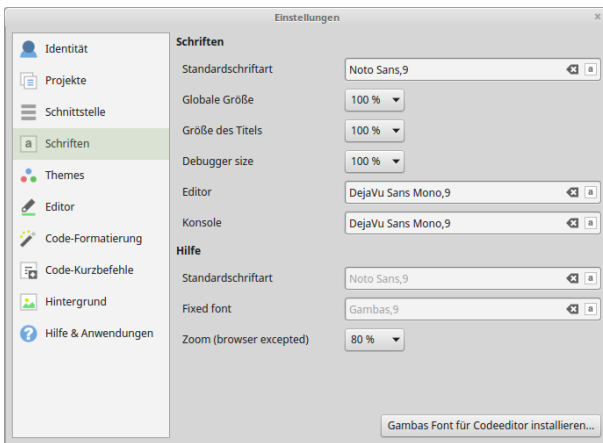 Einstellungen
Identität
Projekte
Schnittstelle
Schriften
Themes
Editor
Code-Formatierung
Code-Kurzbefehle
Hintergrund
Hilfe & Anwendungen
Schriften
Standardschriftart Noto Sans,9
Globale Größe 100 %
Größe des Titels 100 %
Debugger size 100 %
Editor DejaVu Sans Mono,9
Konsole DejaVu Sans Mono,9
Hilfe
Standardschriftart Noto Sans,9
Fixed font Gambas,9
Zoom (browser excepted) 80 %
Gambas Font für Codeeditor installieren...